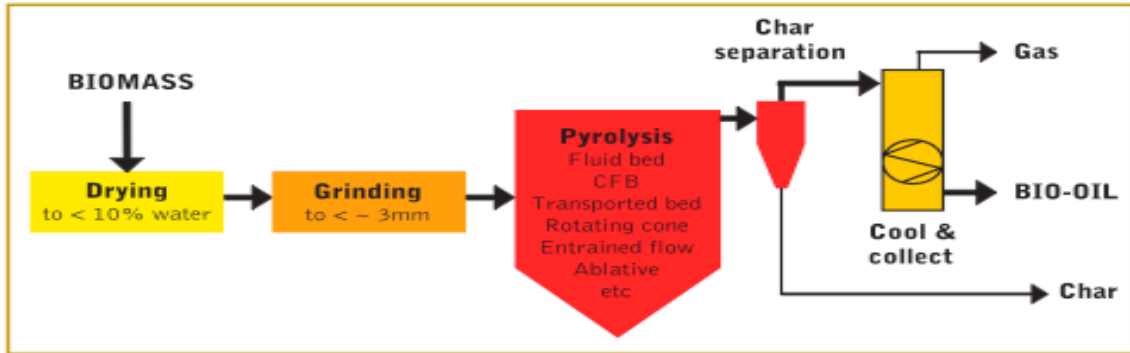 BIOMASS
Drying
to < 10% water
Grinding
to < ~ 3mm
Pyrolysis
Fluid bed
CFB
Transported bed
Rotating cone
Entrained flow
Ablative
etc
Char
separation
Cool &
collect
Gas
BIO-OIL
Char